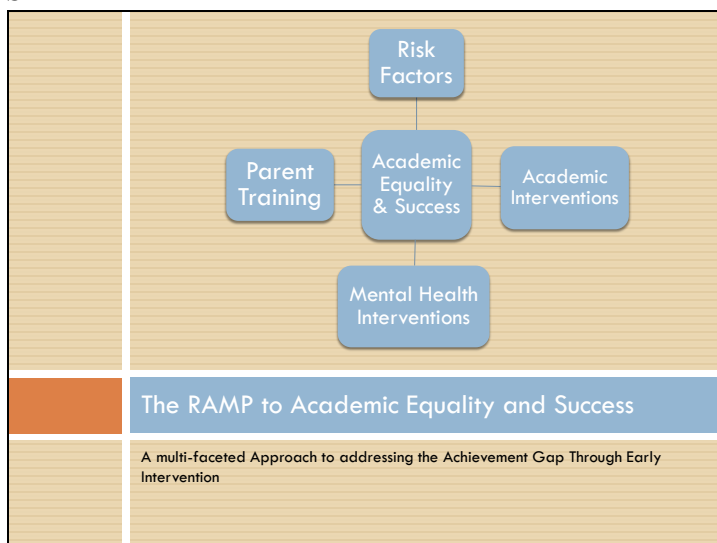 Risk
Factors
Parent
Training
Academic
Equality
& Success
Academic
Interventions
Mental Health
Interventions
The RAMP to Academic Equality and Success
A multi-faceted Approach to addressing the Achievement Gap Through Early
Intervention